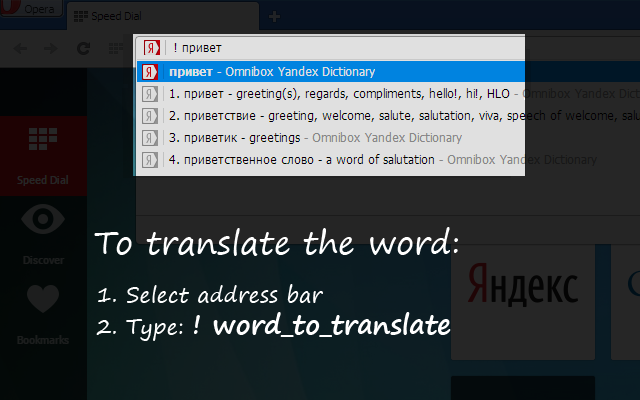 Opera
Speed Dial
Я ! привет
Я привет - Omnibox Yandex Dictionary
Я 1. привет - greeting(s), regards, compliments, hello!, hi!, HLO - Omnibox Yandex Dictionary
Я 2. приветствие - greeting, welcome, salute, salutation, viva, speech of welcome, salu
Я 3. приветик - greetings - Omnibox Yandex Dictionary
Я 4. приветственное слово - a word of salutation - Omnibox Yandex Dictionary
Speed Dial
Discover
Bookmarks
To translate the word:
1. Select address bar
2. Type: ! word_to_translate
Яндекс